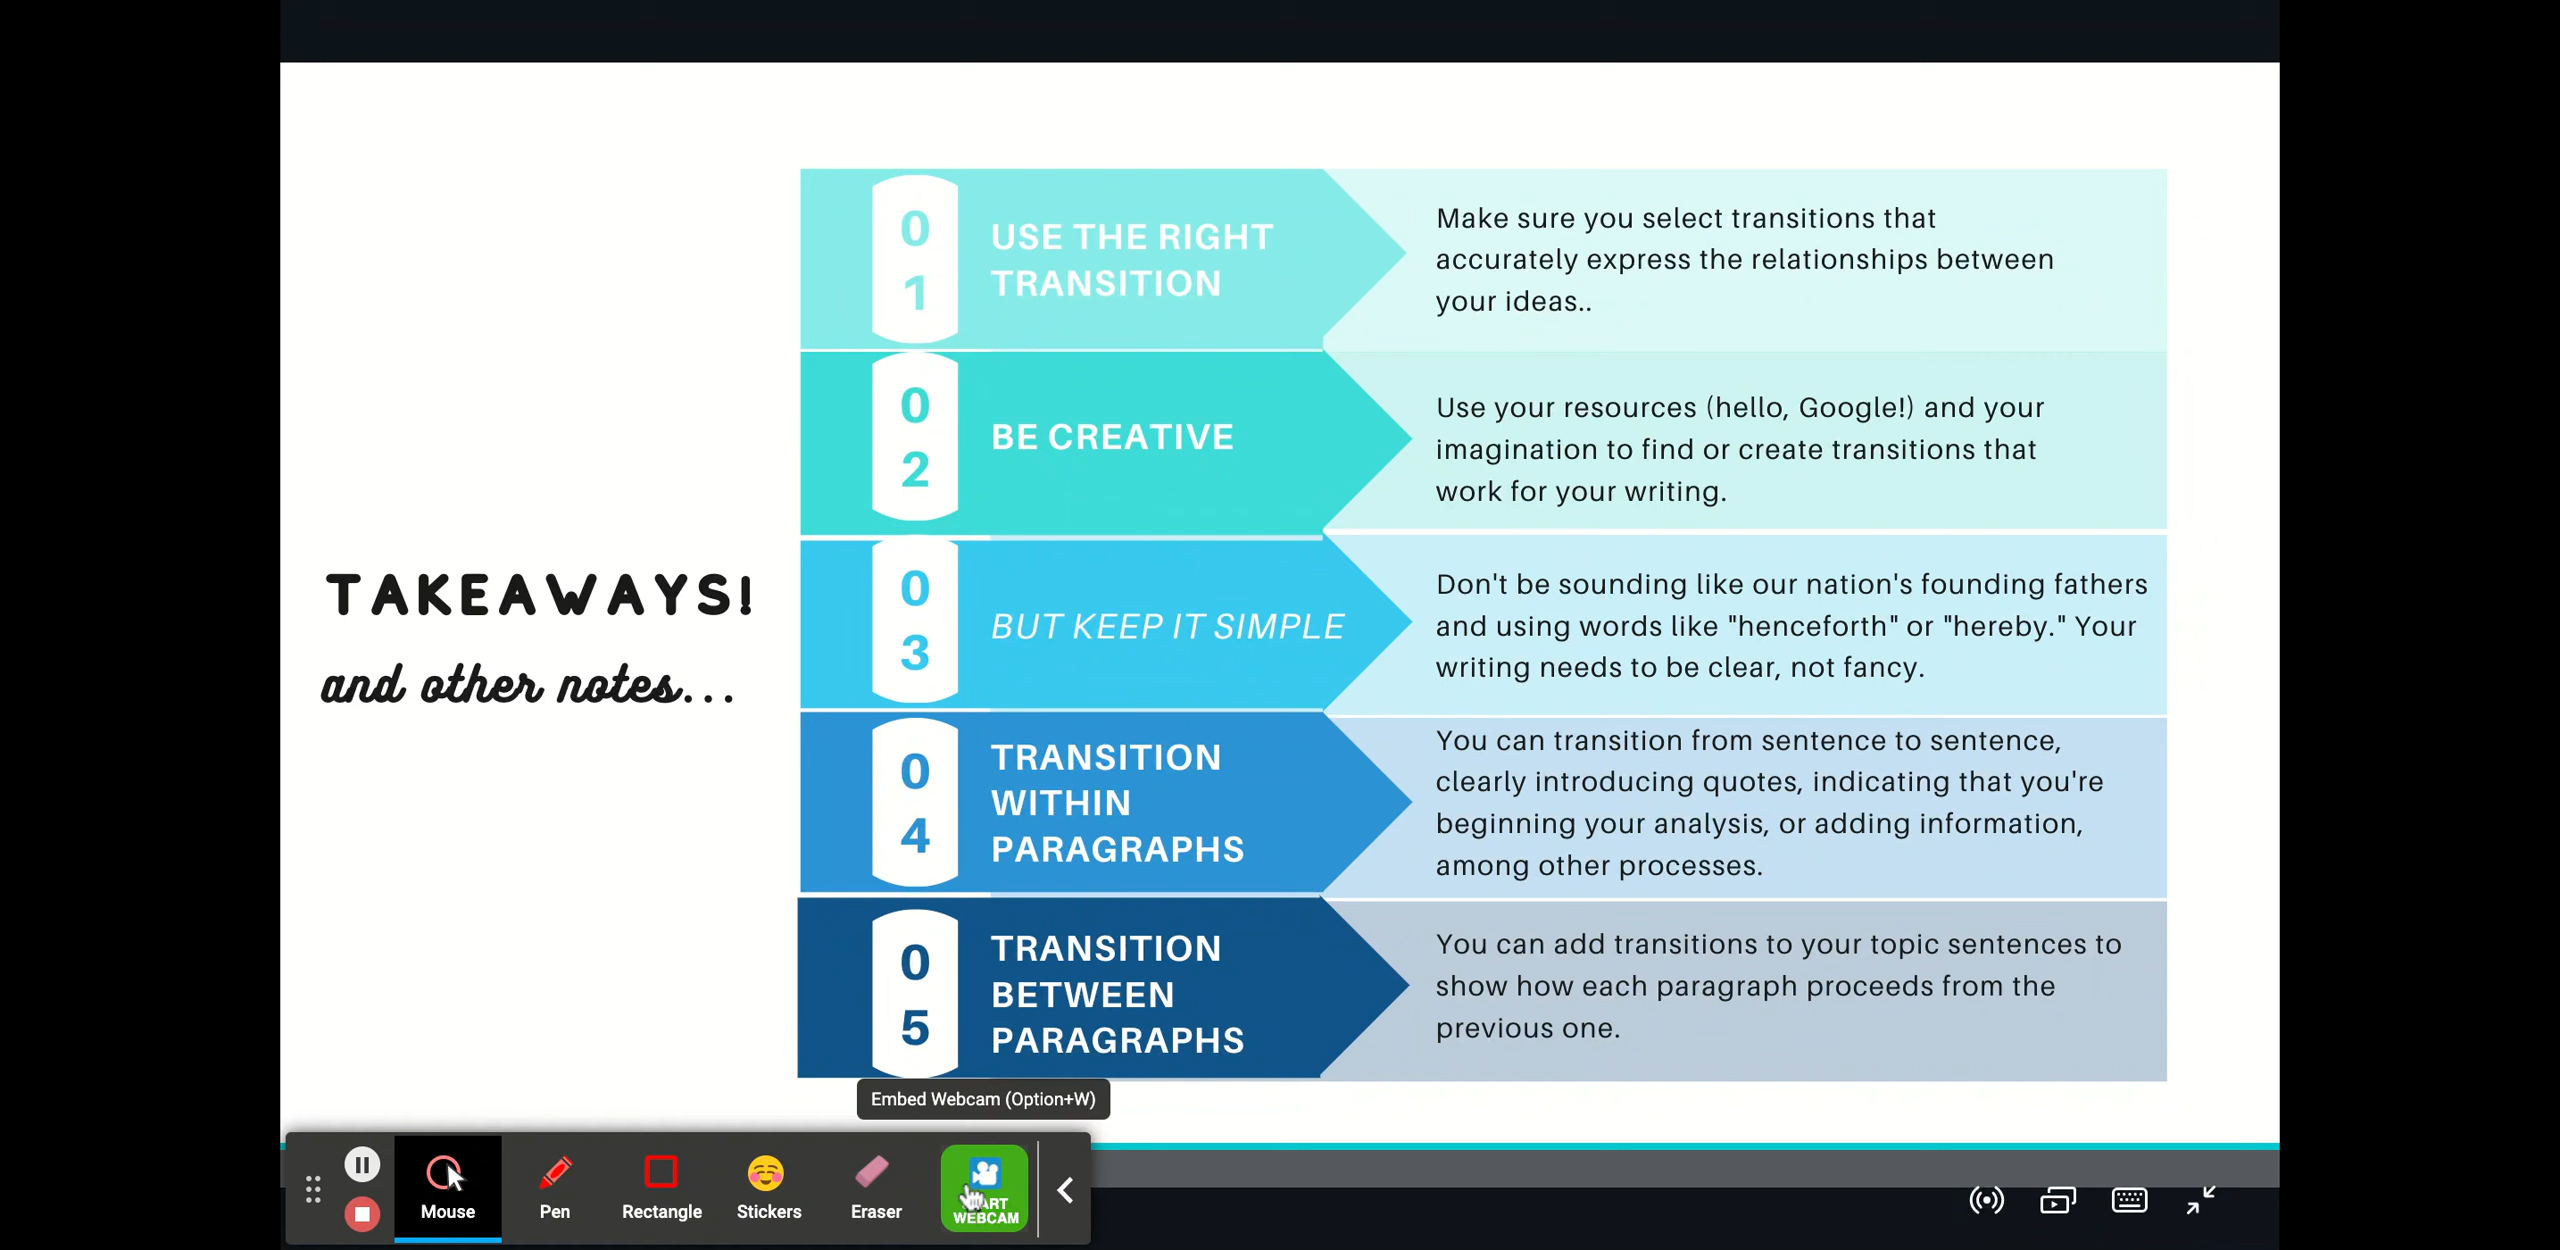 TAKEAWAYS!
and other notes...
0
1
USE THE RIGHT
TRANSITION
Make sure you select transitions that
accurately express the relationships between
your ideas..
0
2
BE CREATIVE
Use your resources (hello, Google!) and your
imagination to find or create transitions that
work for your writing.
0
3
BUT KEEP IT SIMPLE
Don't be sounding like our nation's founding fathers
and using words like "henceforth" or "hereby." Your
writing needs to be clear, not fancy.
0
4
TRANSITION
WITHIN
PARAGRAPHS
You can transition from sentence to sentence,
clearly introducing quotes, indicating that you're
beginning your analysis, or adding information,
among other processes.
0
5
TRANSITION
BETWEEN
PARAGRAPHS
You can add transitions to your topic sentences to
show how each paragraph proceeds from the
previous one.
Embed Webcam (Option+W)
Mouse
Pen
Rectangle
Stickers
Eraser
WEBCAM